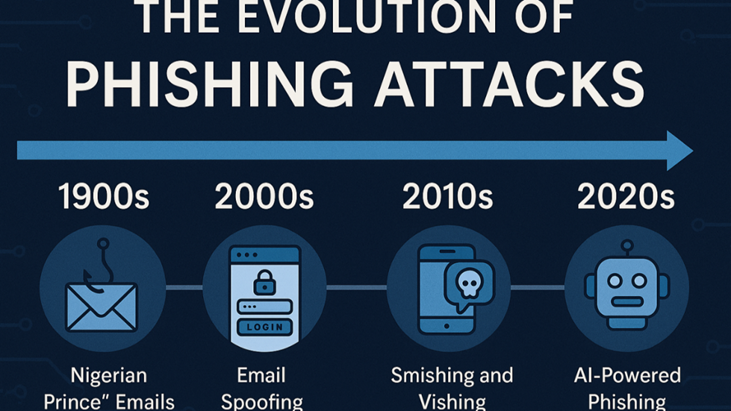 THE EVOLUTION OF
PHISHING ATTACKS
1900s
2000s
2010s
2020s
LOGIN
Nigerian
Prince" Emails
Email
Spoofing
Smishing and
Vishing
AI-Powered
Phishing